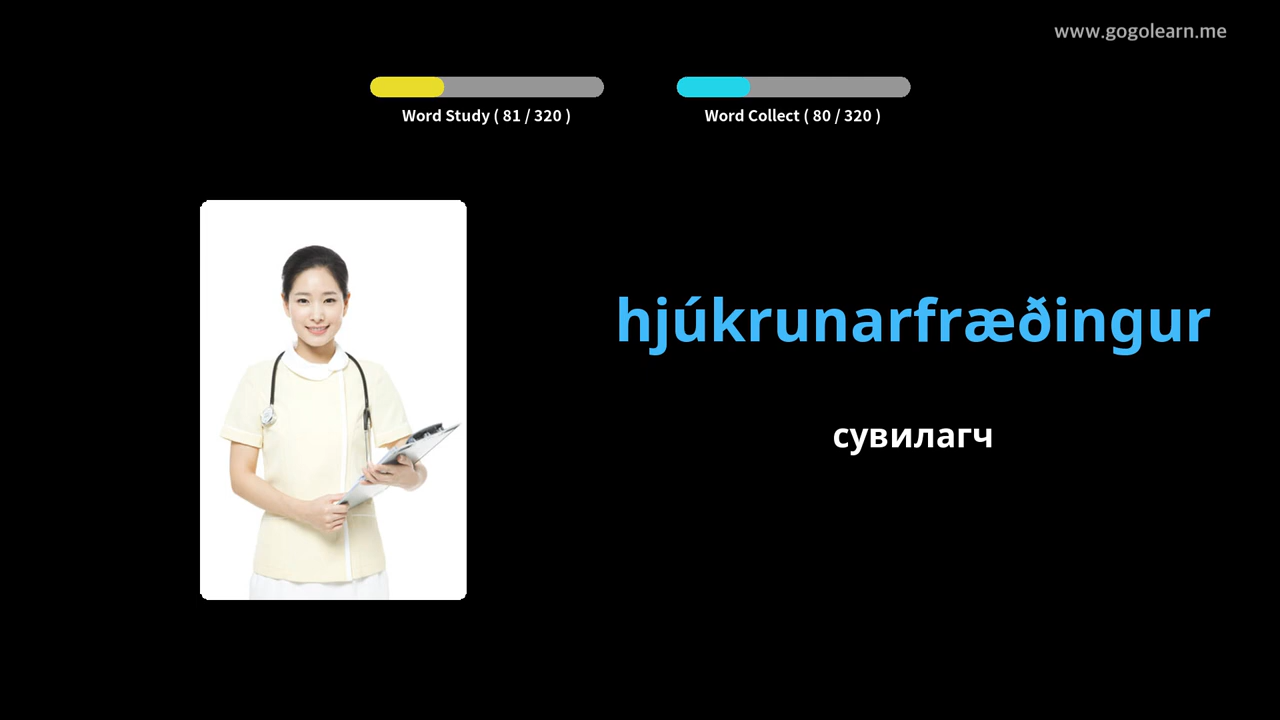 www.gogolearn.me
Word Study ( 81 / 320 )
Word Collect ( 80 / 320 )
hjúkrunarfræðingur
сувилагч